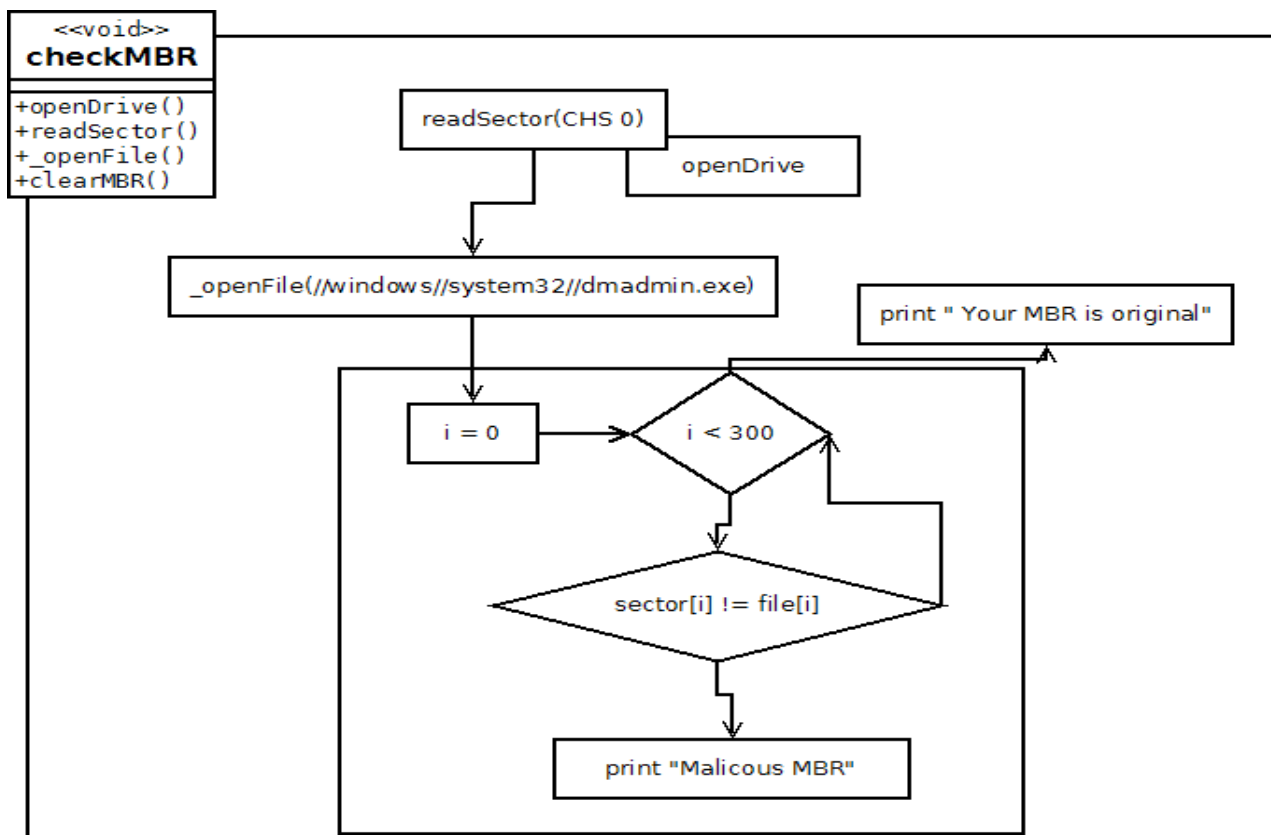 <<void>>
checkMBR
+openDrive()
+readSector()
+_openFile()
+clearMBR()
readSector(CHS 0)
openDrive
_openFile(//windows//system32//dmadmin.exe)
print " Your MBR is original"
i = 0
i < 300
sector[i] != file[i]
print "Malicous MBR"